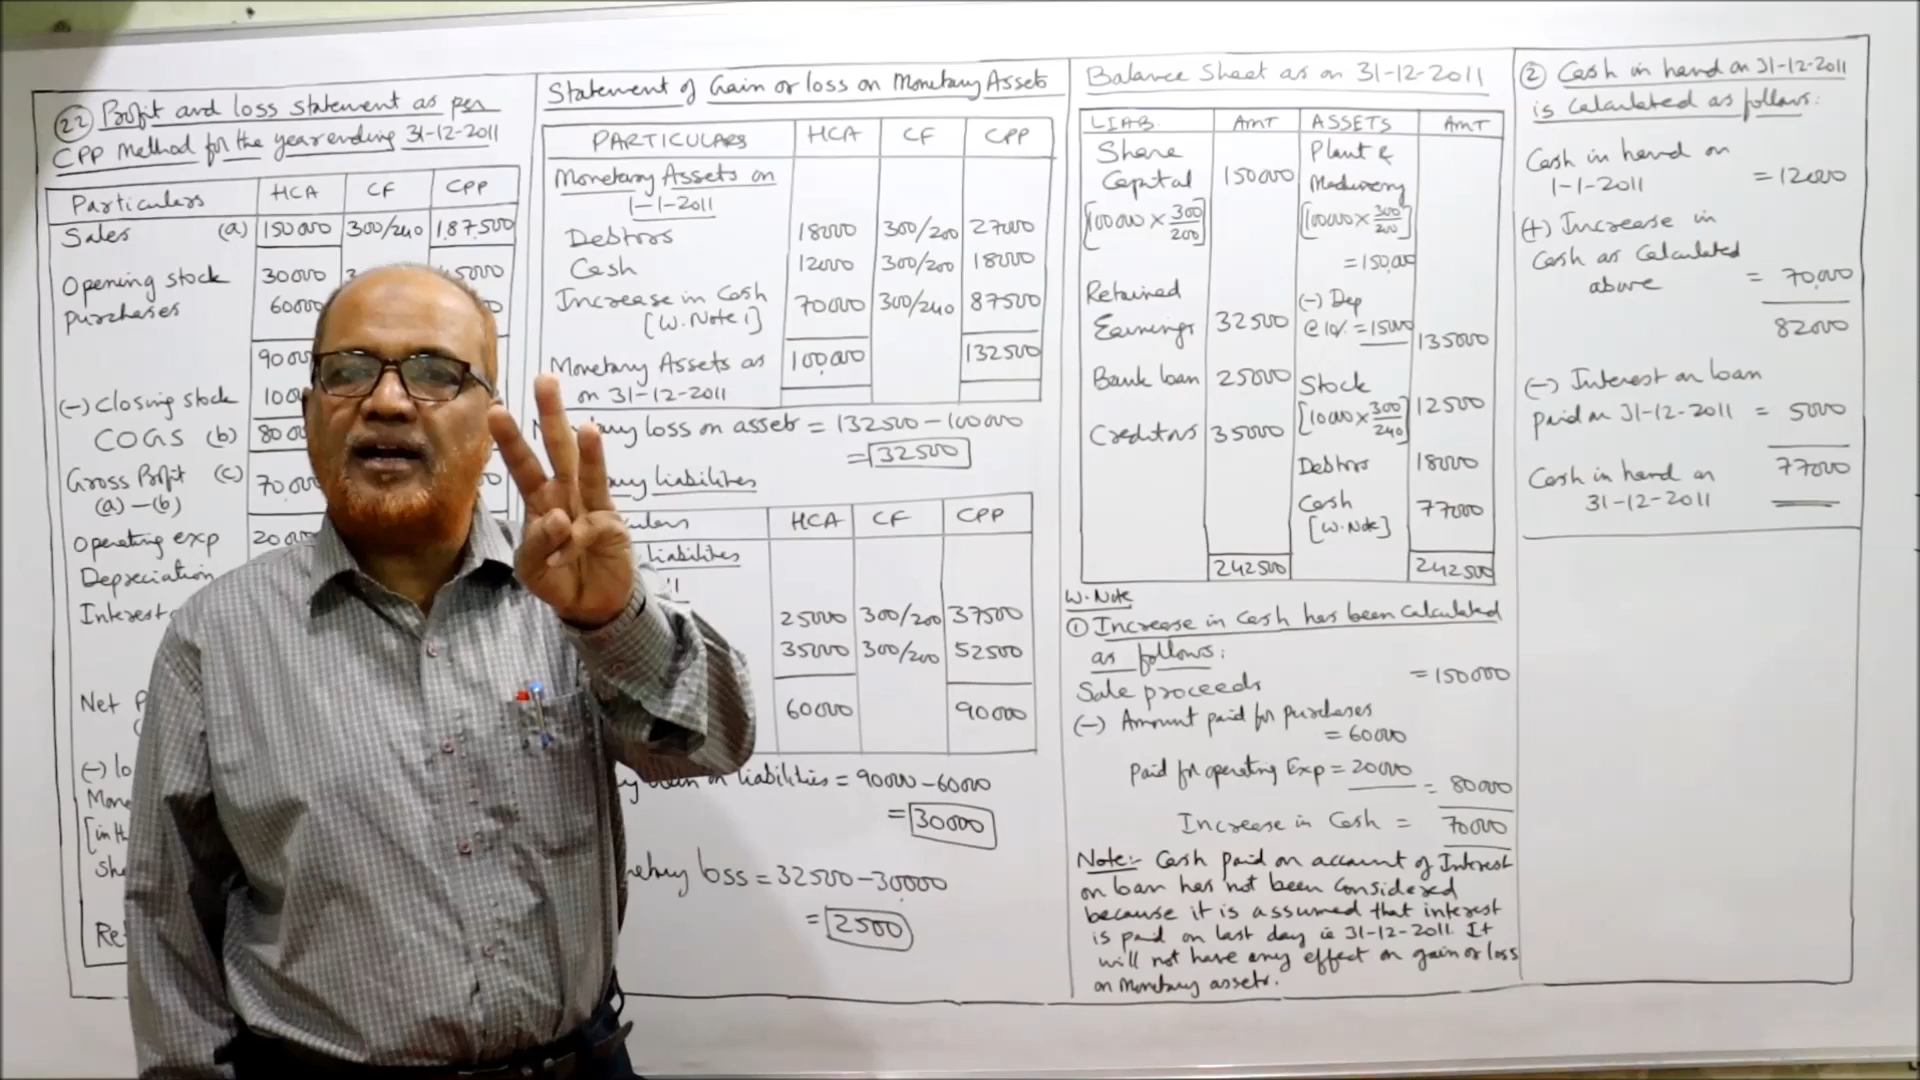 (22) Profit and loss statement as per
CPP Method for the year ending 31-12-2011
Particulars HCA CF CPP
Sales (a) 150000 300/240 1,87,500
Opening stock 30000
Purchases 60000
(-) Closing stock
COGS (b)
Gross Profit (c)
(a) - (b)
Operating exp
Depreciation
Interest
Net
(-)
Statement of Gain or loss on Monetary Assets
PARTICULARS HCA CF CPP
Monetary Assets on
1-1-2011
Debtors 18000 300/200 27000
Cash 12000 300/200 18000
Increase in Cash 70000 300/240 87500
[W. Note 1]
Monetary Assets as 100,000 132500
on 31-12-2011
loss on assets = 132500 - 100000
= 32500
liabilities
HCA CF CPP
liabilities
25000 300/200 37500
35000 300/200 52500
60000 90000
liabilities = 90000 - 60000
= 30000
loss = 32500 - 30000
= 2500
Balance Sheet as on 31-12-2011
LIAB. AMT ASSETS AMT
Share Plant &
Capital 150000 Machinery
[100000 × 300/200] [100000 × 300/200]
= 150,000
Retained (-) Dep
Earnings 32500 @ 10% = 15000 135000
Bank loan 25000 Stock
[10000 × 300/240] 12500
Creditors 35000
Debtors 18000
Cash 77000
[W. Note]
242500 242500
W. Note
① Increase in Cash has been Calculated
as follows:
Sale proceeds = 150000
(-) Amount paid for purchases
= 60000
Paid for operating Exp = 20000 = 80000
Increase in Cash = 70000
Note:- Cash paid on account of Interest
on loan has not been Considered
because it is assumed that interest
is paid on last day ie 31-12-2011. It
will not have any effect on gain or loss
on Monetary assets.
② Cash in hand on 31-12-2011
is Calculated as follows:
Cash in hand on
1-1-2011 = 12000
(+) Increase in
Cash as Calculated
above = 70,000
82000
(-) Interest on loan
paid on 31-12-2011 = 5000
Cash in hand on 77000
31-12-2011